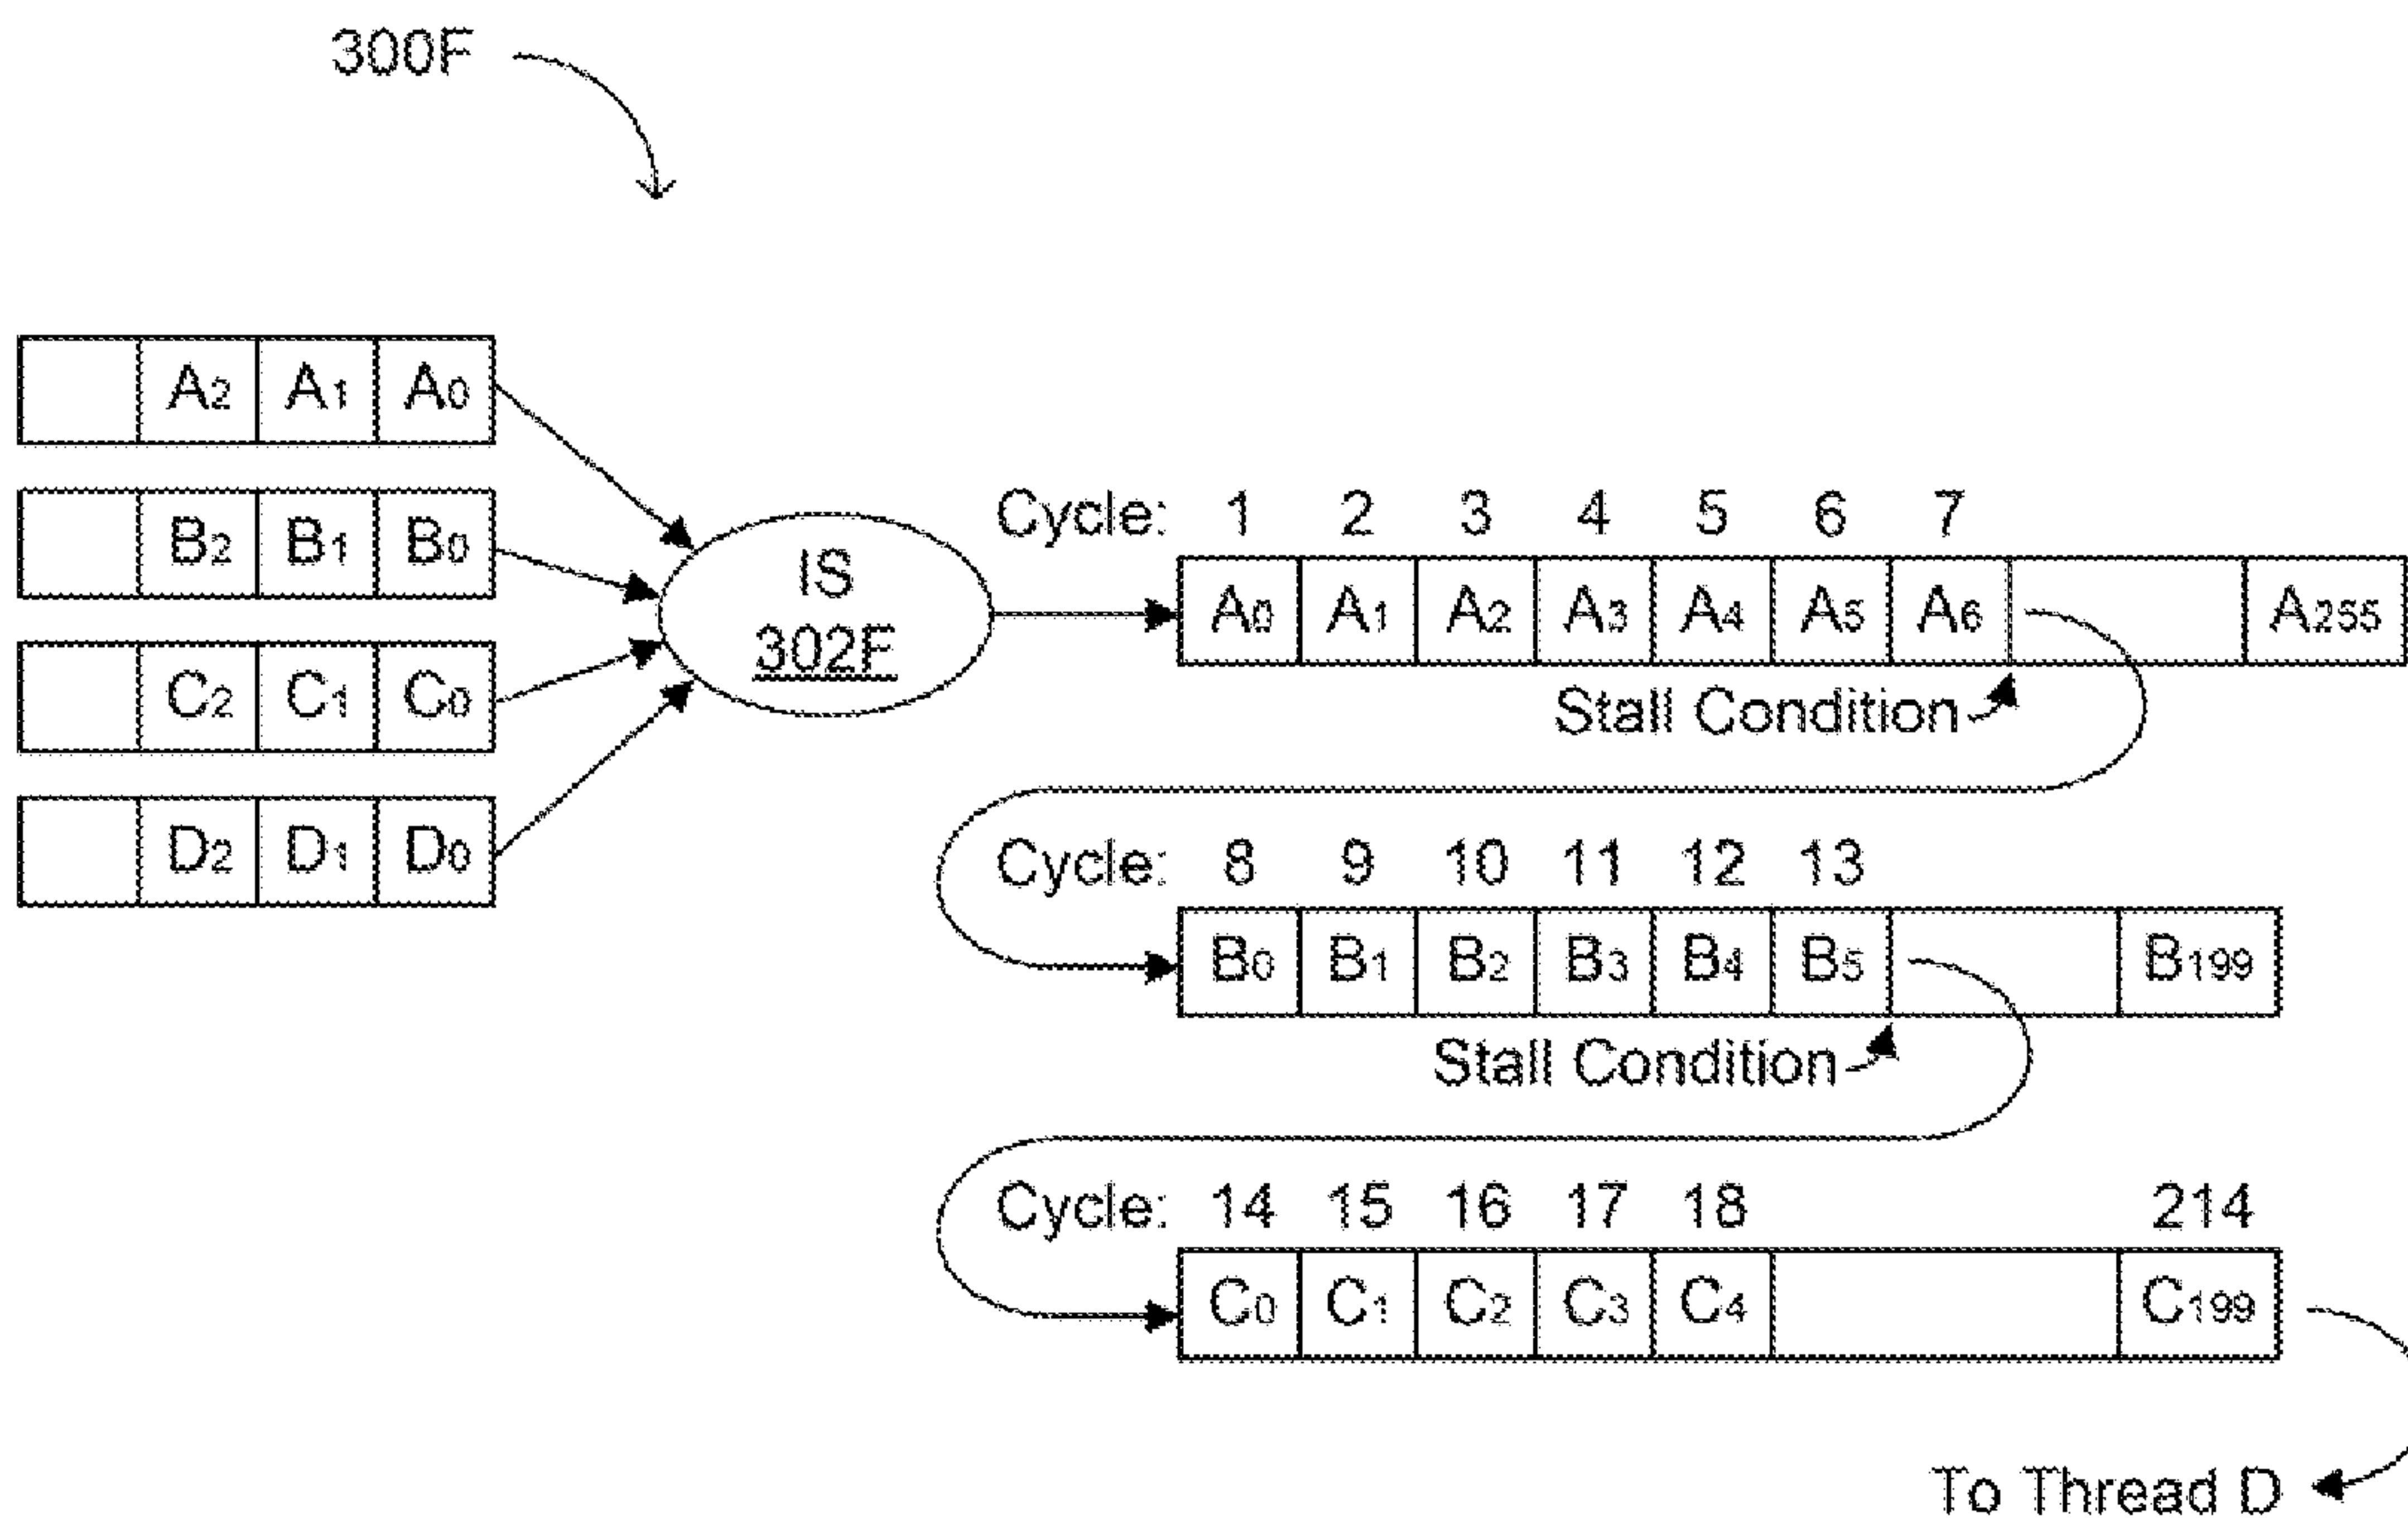 300F
A2 A1 A0
B2 B1 B0
C2 C1 C0
D2 D1 D0
IS
302F
Cycle: 1 2 3 4 5 6 7
A0 A1 A2 A3 A4 A5 A6 A255
Stall Condition
Cycle: 8 9 10 11 12 13
B0 B1 B2 B3 B4 B5 B199
Stall Condition
Cycle: 14 15 16 17 18 214
C0 C1 C2 C3 C4 C199
To Thread D